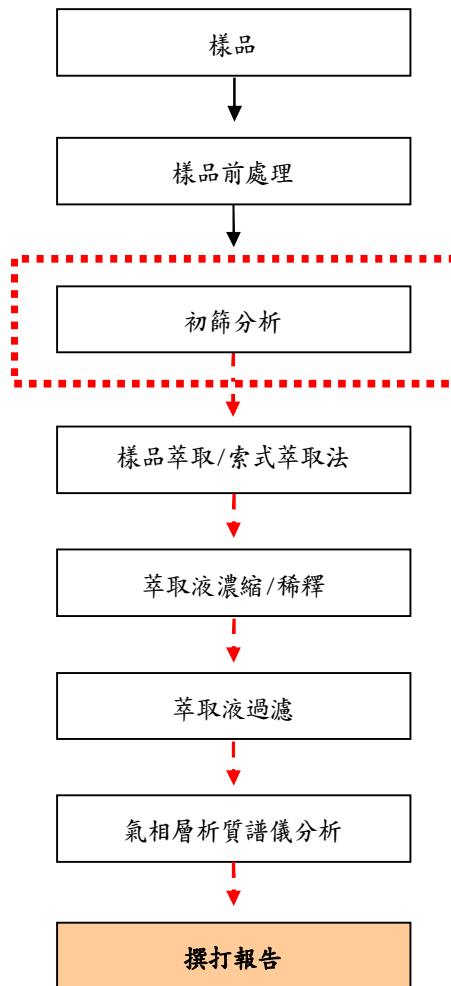 樣品
樣品前處理
初篩分析
樣品萃取/索式萃取法
萃取液濃縮/稀釋
萃取液過濾
氣相層析質譜儀分析
撰打報告